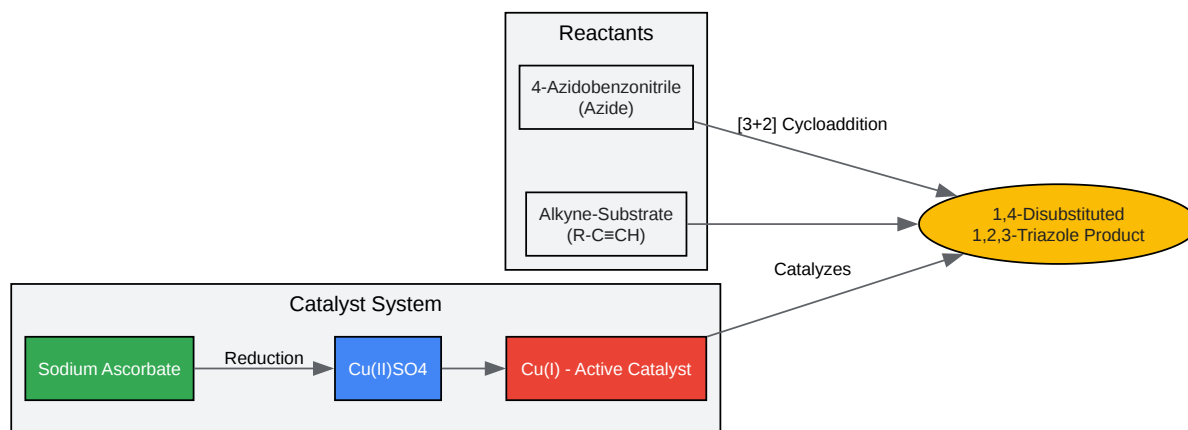 Reactants
4-Azidobenzonitrile
(Azide)
[3+2] Cycloaddition
Alkyne-Substrate
(R-C≡CH)
1,4-Disubstituted
1,2,3-Triazole Product
Catalyzes
Catalyst System
Sodium Ascorbate
Reduction
Cu(II)SO4
Cu(I) - Active Catalyst